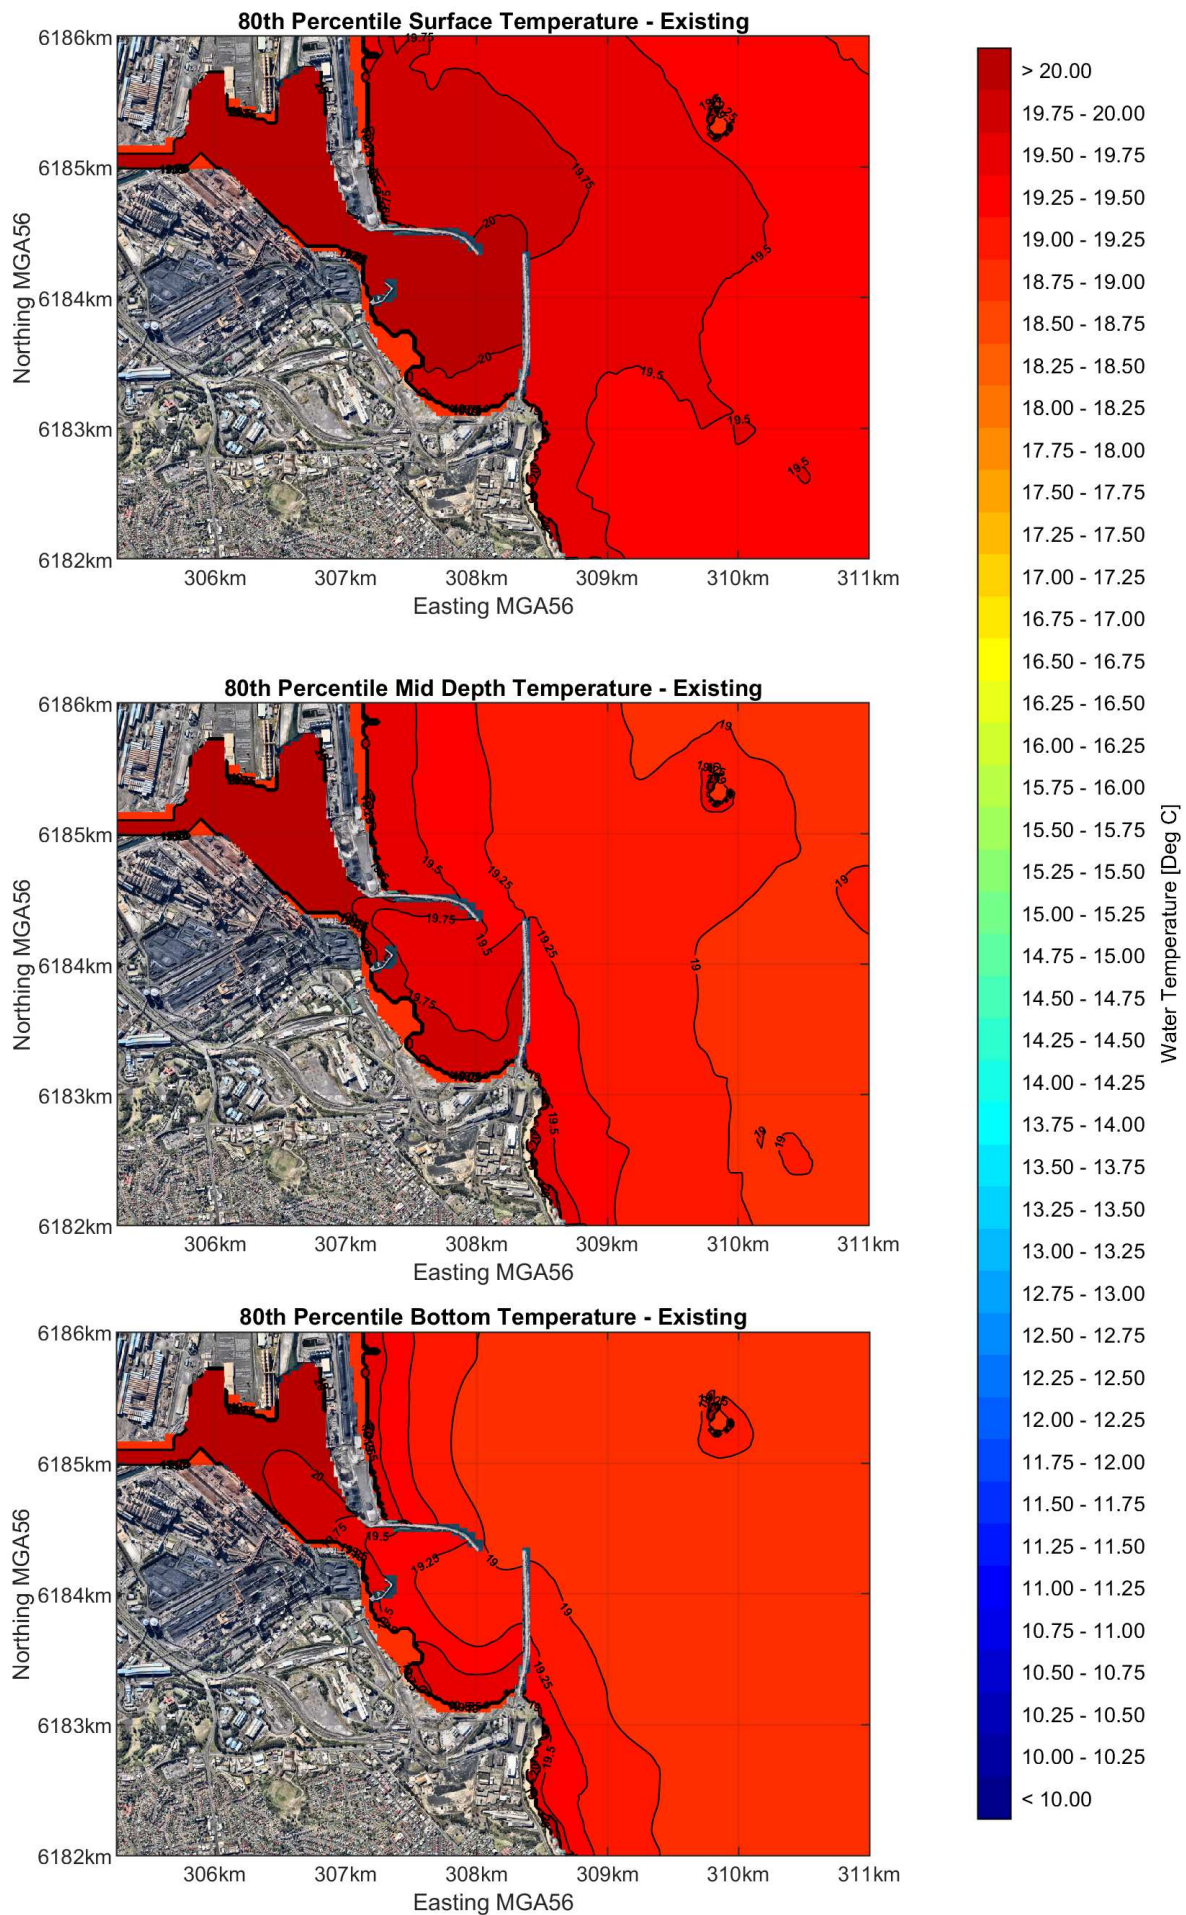 80th Percentile Surface Temperature - Existing
6186km
6185km
6184km
6183km
6182km
Northing MGA56
19.75
19.75
19.75
20
20
19.5
19.5
19.5
19.5
306km 307km 308km 309km 310km 311km
Easting MGA56
80th Percentile Mid Depth Temperature - Existing
6186km
6185km
6184km
6183km
6182km
Northing MGA56
19
19.5
19.25
19.75
19.5
19.25
19
19
19.75
19.5
19
19
306km 307km 308km 309km 310km 311km
Easting MGA56
80th Percentile Bottom Temperature - Existing
6186km
6185km
6184km
6183km
6182km
Northing MGA56
20
19.5
19.25
19
19
19.25
19.5
306km 307km 308km 309km 310km 311km
Easting MGA56
> 20.00
19.75 - 20.00
19.50 - 19.75
19.25 - 19.50
19.00 - 19.25
18.75 - 19.00
18.50 - 18.75
18.25 - 18.50
18.00 - 18.25
17.75 - 18.00
17.50 - 17.75
17.25 - 17.50
17.00 - 17.25
16.75 - 17.00
16.50 - 16.75
16.25 - 16.50
16.00 - 16.25
15.75 - 16.00
15.50 - 15.75
15.25 - 15.50
15.00 - 15.25
14.75 - 15.00
14.50 - 14.75
14.25 - 14.50
14.00 - 14.25
13.75 - 14.00
13.50 - 13.75
13.25 - 13.50
13.00 - 13.25
12.75 - 13.00
12.50 - 12.75
12.25 - 12.50
12.00 - 12.25
11.75 - 12.00
11.50 - 11.75
11.25 - 11.50
11.00 - 11.25
10.75 - 11.00
10.50 - 10.75
10.25 - 10.50
10.00 - 10.25
< 10.00
Water Temperature [Deg C]